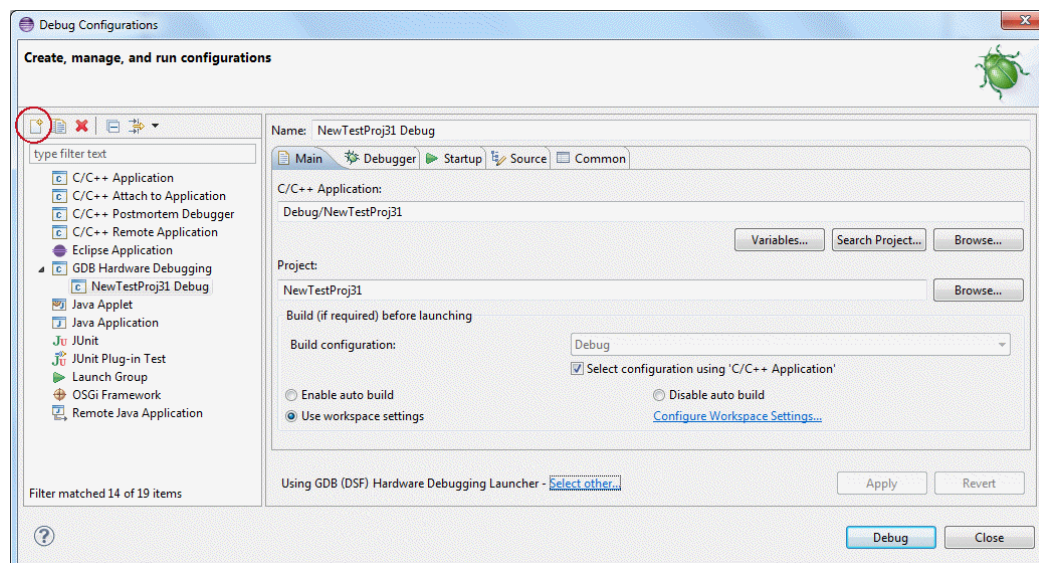 Debug Configurations
Create, manage, and run configurations
type filter text
C/C++ Application
C/C++ Attach to Application
C/C++ Postmortem Debugger
C/C++ Remote Application
Eclipse Application
GDB Hardware Debugging
NewTestProj31 Debug
Java Applet
Java Application
JUnit
JUnit Plug-in Test
Launch Group
OSGi Framework
Remote Java Application
Filter matched 14 of 19 items
Name: NewTestProj31 Debug
Main Debugger Startup Source Common
C/C++ Application:
Debug/NewTestProj31
Variables... Search Project... Browse...
Project:
NewTestProj31 Browse...
Build (if required) before launching
Build configuration: Debug
Select configuration using 'C/C++ Application'
Enable auto build Disable auto build
Use workspace settings Configure Workspace Settings...
Using GDB (DSF) Hardware Debugging Launcher - Select other...
Apply Revert
Debug Close